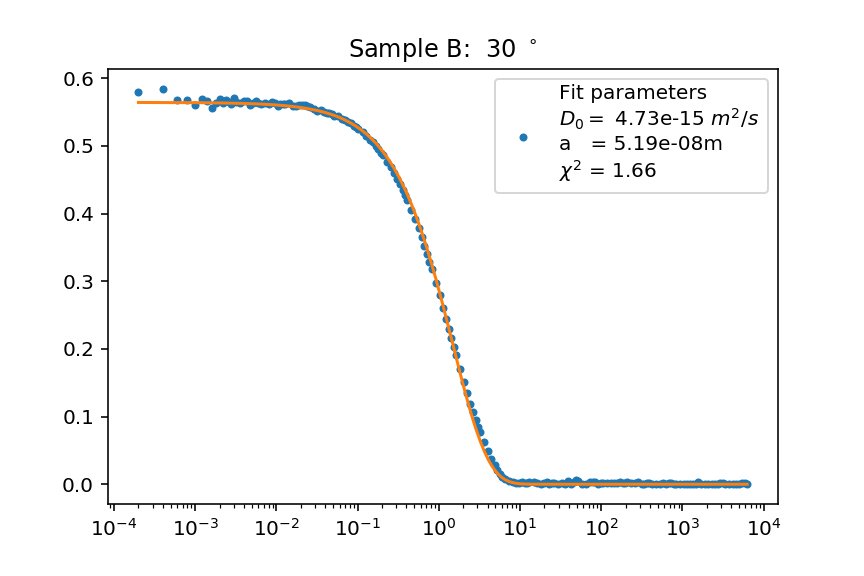 Sample B: 30 °
Fit parameters
D₀ = 4.73e-15 m²/s
a = 5.19e-08m
χ² = 1.66
0.6
0.5
0.4
0.3
0.2
0.1
0.0
10⁻⁴ 10⁻³ 10⁻² 10⁻¹ 10⁰ 10¹ 10² 10³ 10⁴